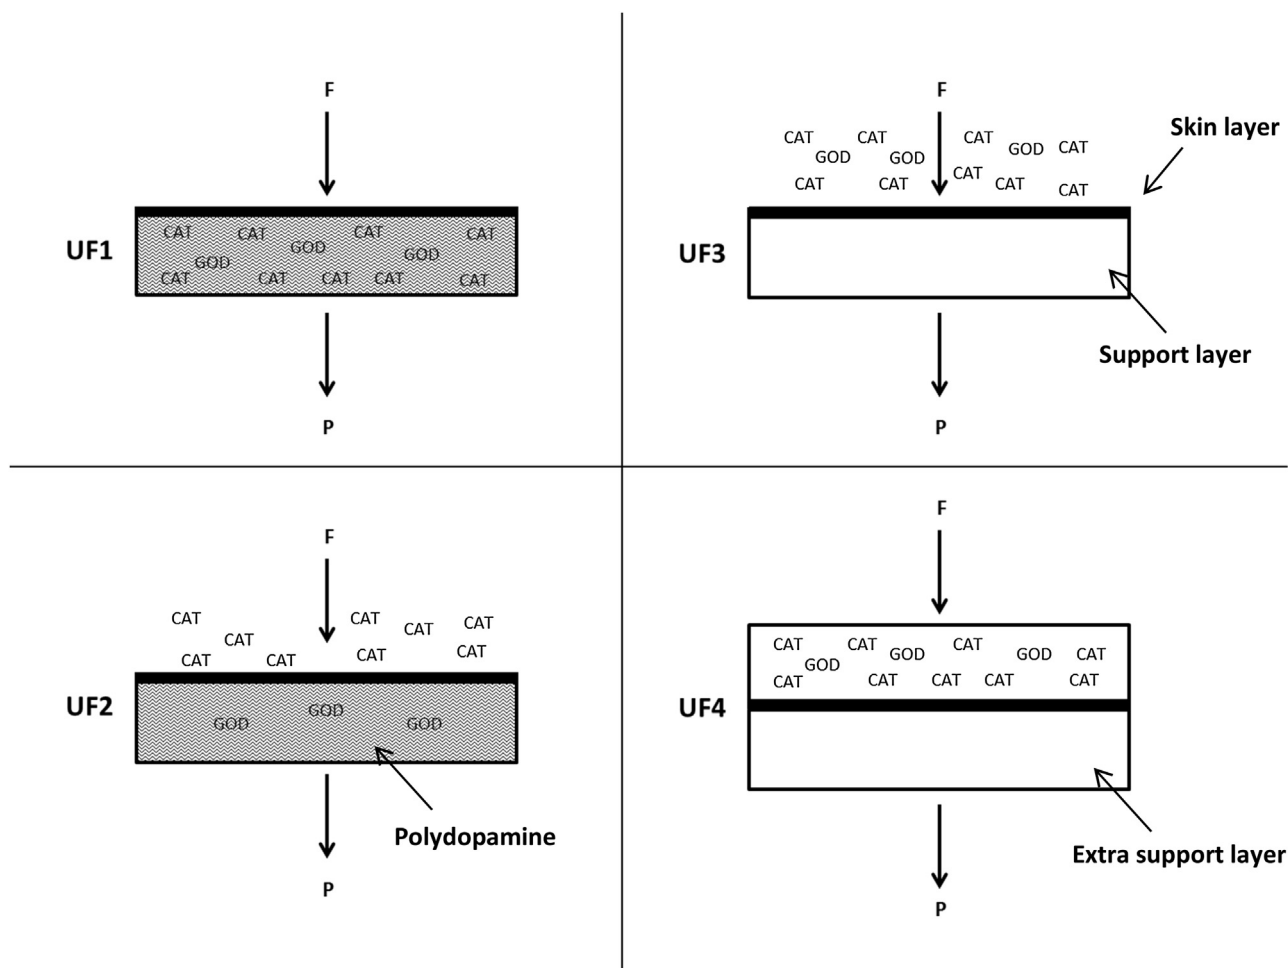 F
CAT CAT CAT CAT
GOD
GOD GOD
CAT CAT CAT CAT CAT
UF1
P
F
CAT CAT CAT CAT
GOD GOD GOD
CAT
CAT CAT CAT CAT
Skin layer
UF3
Support layer
P
F
CAT CAT CAT CAT
CAT
CAT CAT CAT CAT
UF2
GOD GOD GOD
Polydopamine
P
F
CAT CAT CAT CAT
GOD GOD GOD
CAT CAT CAT CAT CAT
UF4
Extra support layer
P